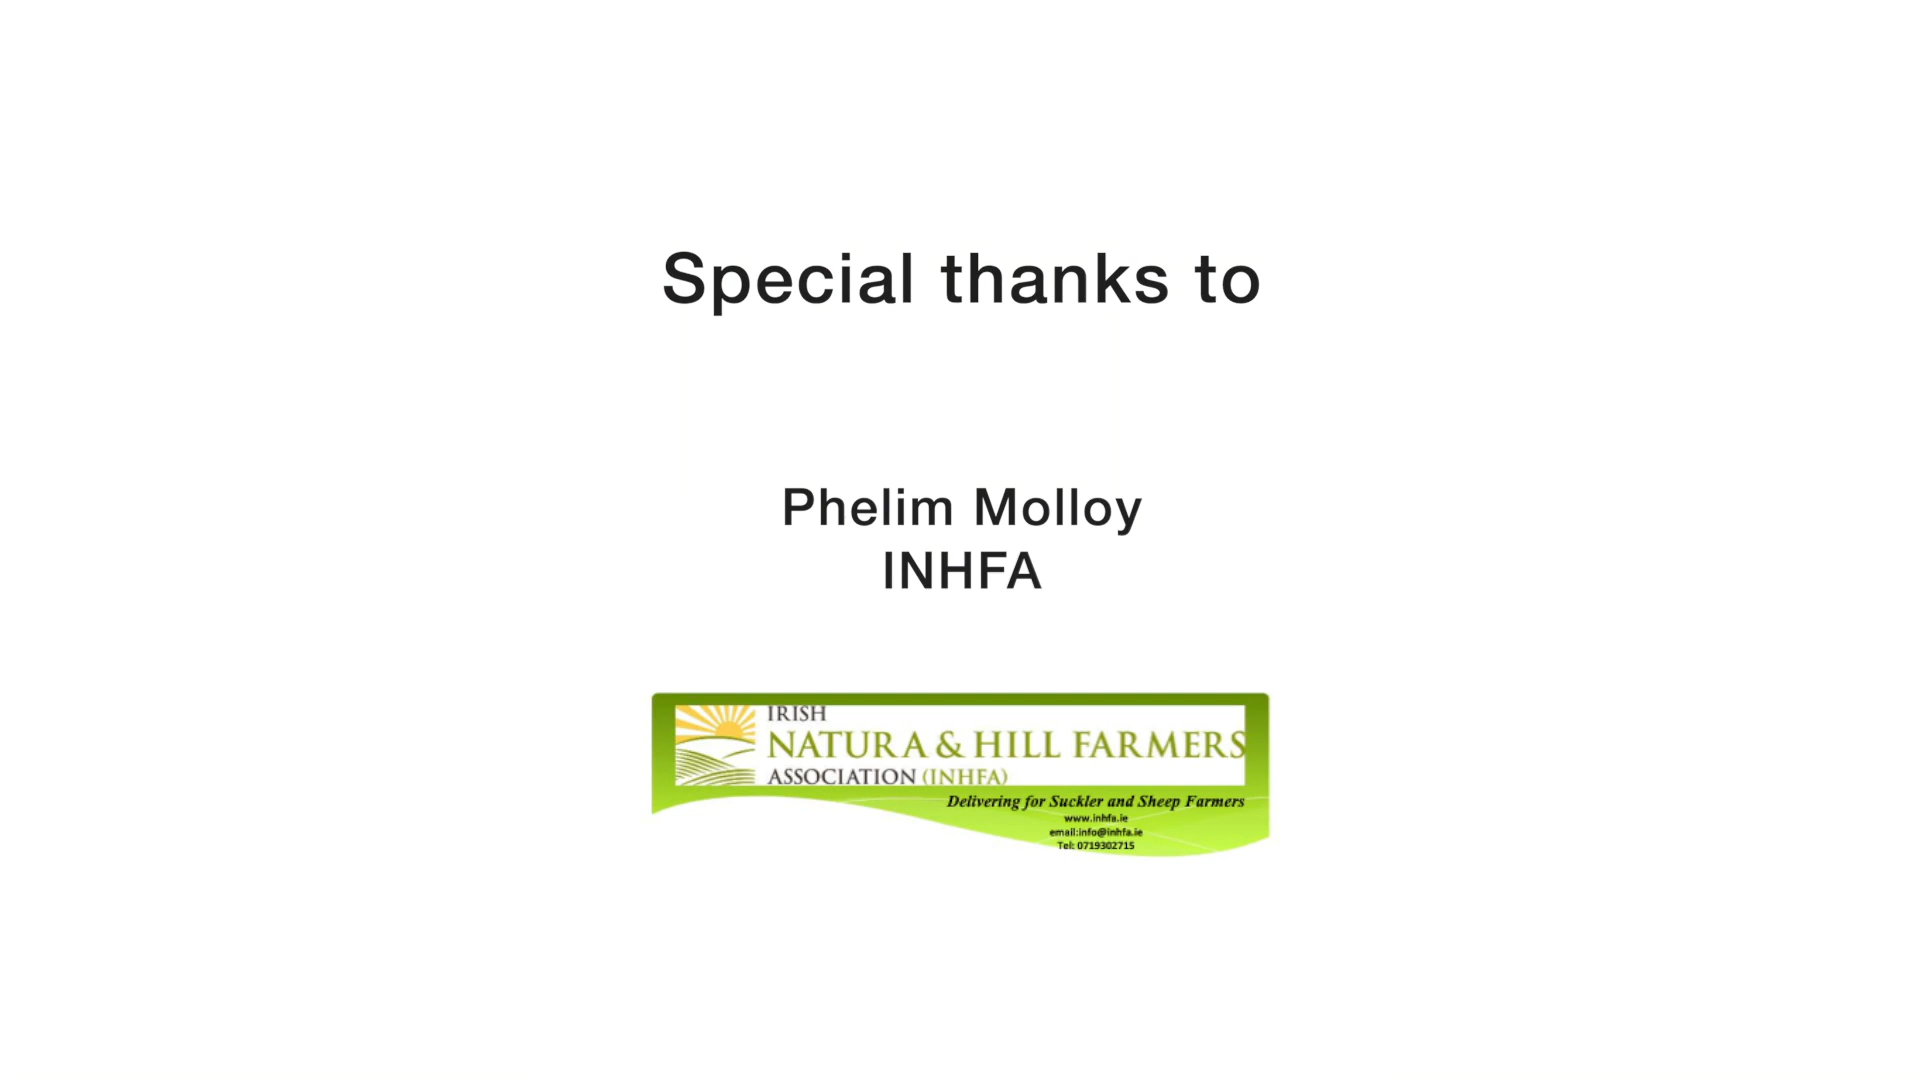 Special thanks to
Phelim Molloy
INHFA
IRISH
NATURA & HILL FARMERS
ASSOCIATION (INHFA)
Delivering for Suckler and Sheep Farmers
www.inhfa.ie
email:info@inhfa.ie
Tel: 0719302715